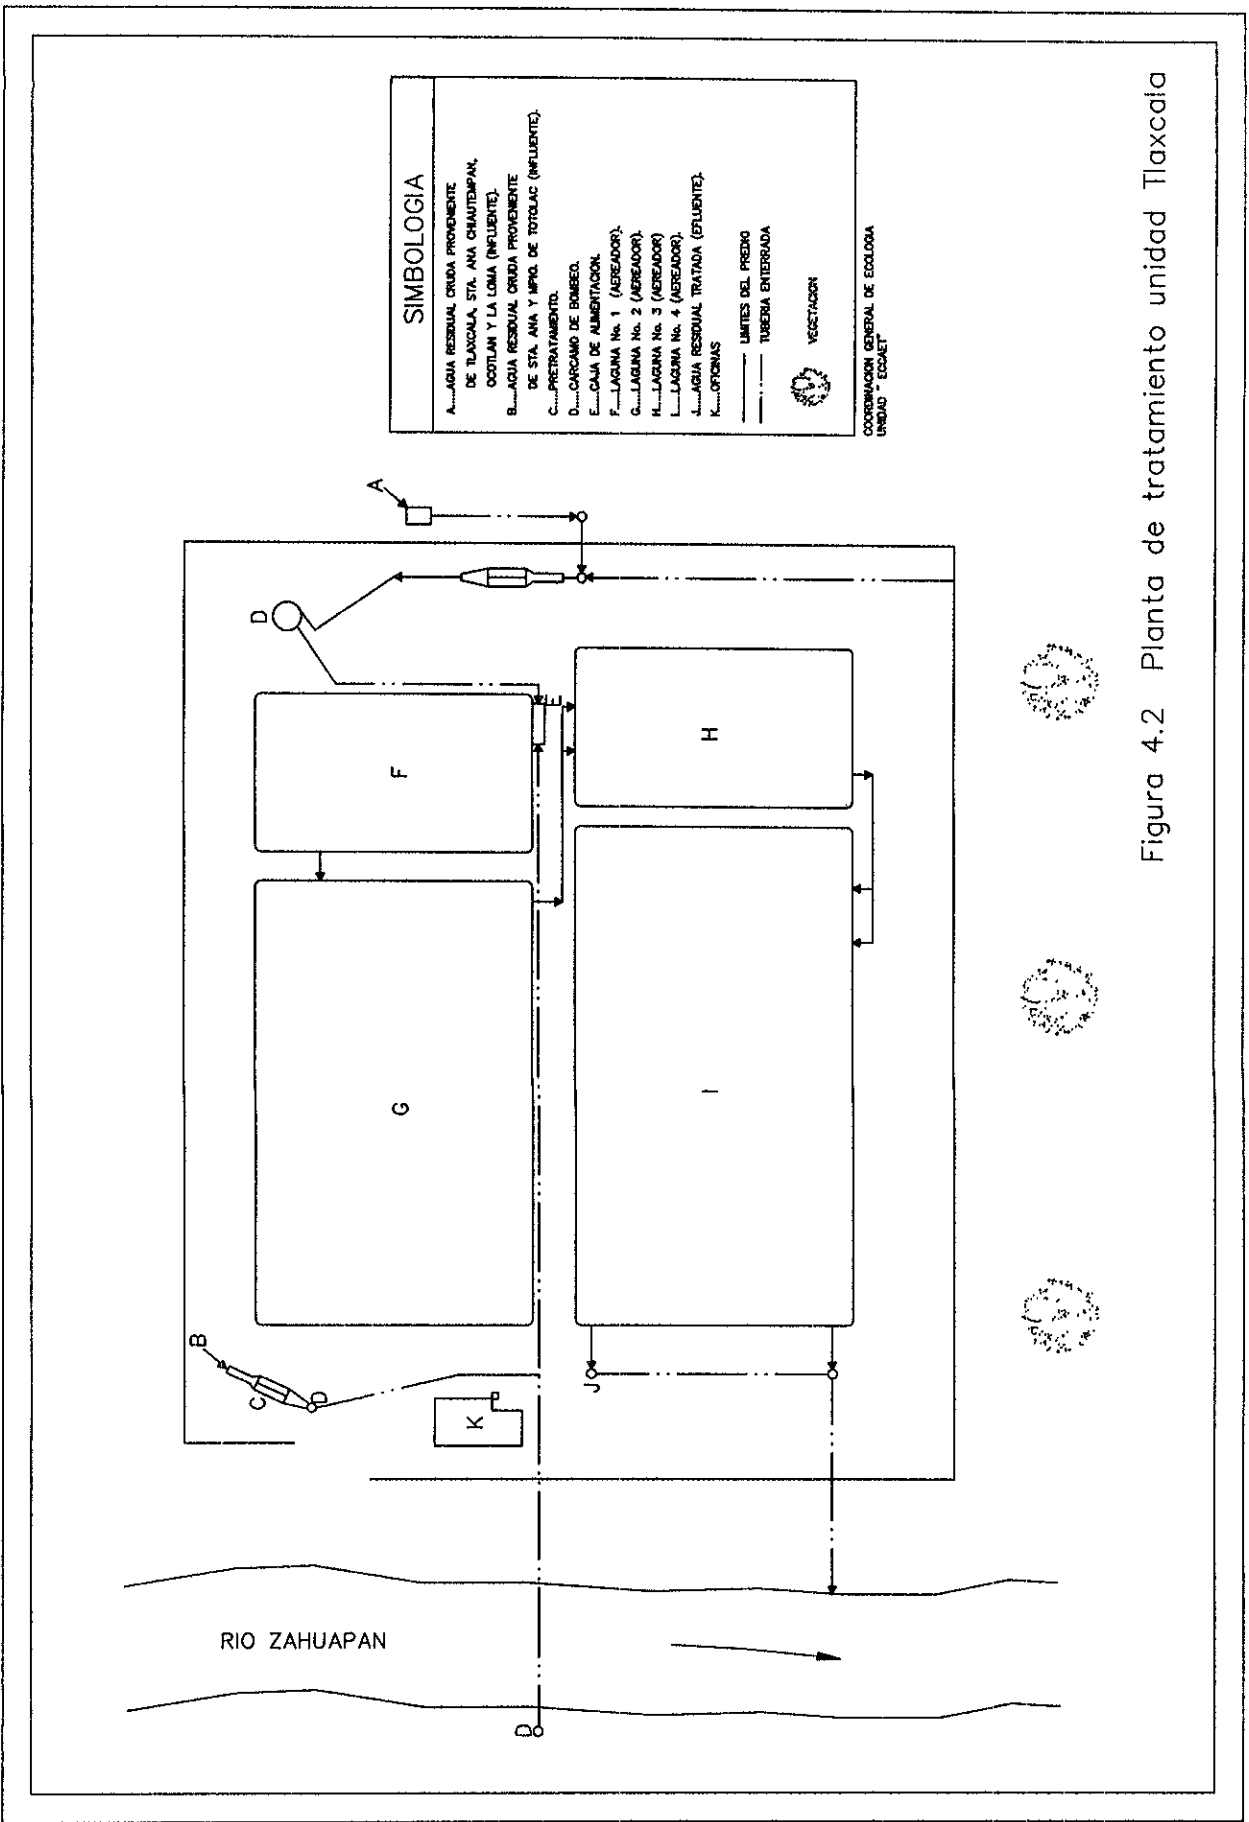 SIMBOLOGIA
A.....AGUA RESIDUAL CRUDA PROVENIENTE
DE TLAXCALA, STA. ANA CHIAUTEMPAN,
OCOTLAN Y LA LOMA (INFLUENTE).
B.....AGUA RESIDUAL CRUDA PROVENIENTE
DE STA. ANA Y MPIO. DE TOTOLAC (INFLUENTE).
C.....PRETRATAMIENTO.
D.....CARCAMO DE BOMBEO.
E.....CAJA DE ALIMENTACION.
F.....LAGUNA No. 1 (AEREADOR).
G.....LAGUNA No. 2 (AEREADOR).
H.....LAGUNA No. 3 (AEREADOR)
I.....LAGUNA No. 4 (AEREADOR).
J.....AGUA RESIDUAL TRATADA (EFLUENTE).
K.....OFICINAS
LIMITES DEL PREDIO
TUBERIA ENTERRADA
VEGETACION
COORDINACION GENERAL DE ECOLOGIA
UNIDAD " ECCAET"
A
D
E
F
H
G
I
B
C
D
K
J
RIO ZAHUAPAN
D
Figura 4.2 Planta de tratamiento unidad Tlaxcala